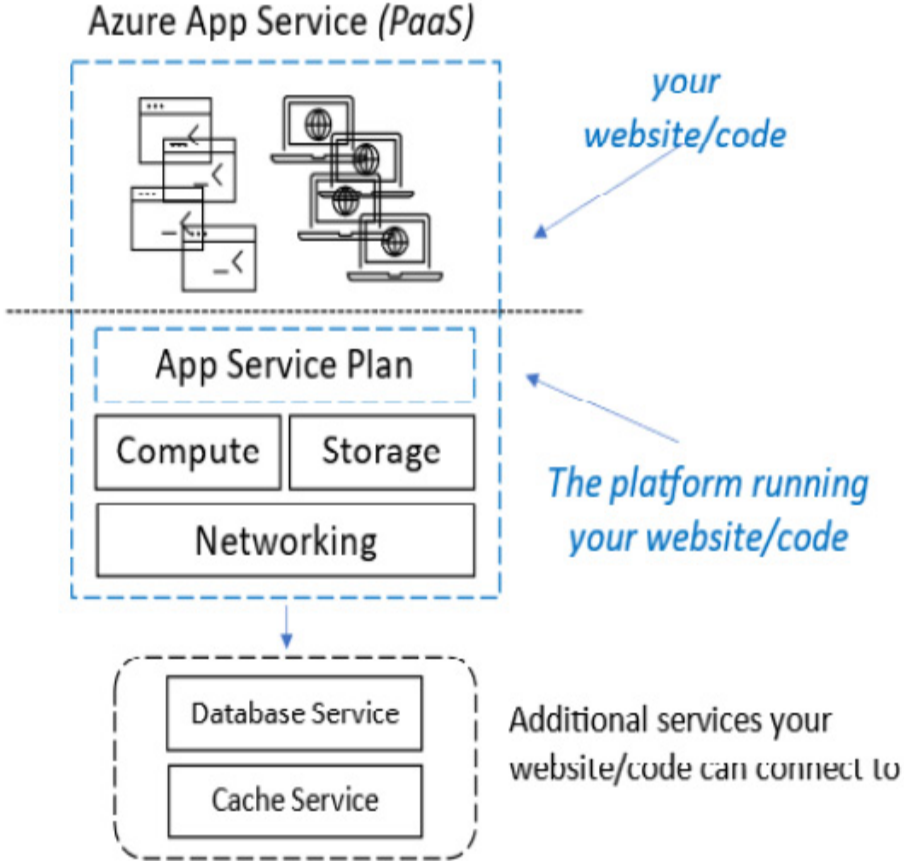 Azure App Service (PaaS)
your
website/code
App Service Plan
Compute
Storage
Networking
The platform running
your website/code
Database Service
Cache Service
Additional services your
website/code can connect to